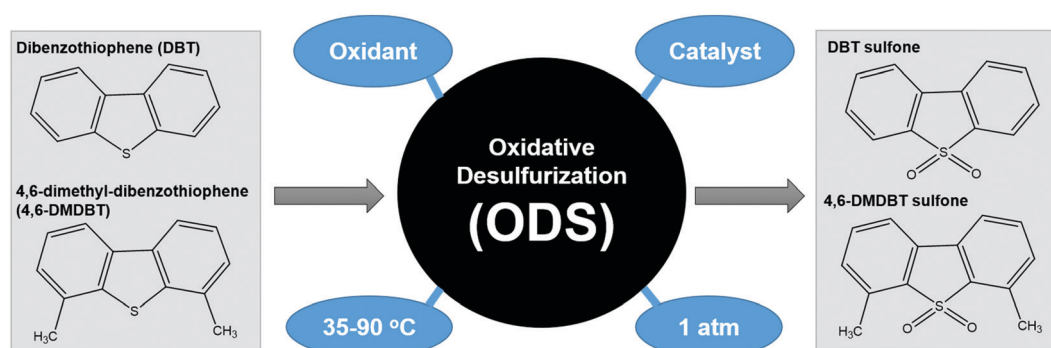 Dibenzothiophene (DBT)
S
4,6-dimethyl-dibenzothiophene
(4,6-DMDBT)
S
H₃C
CH₃
Oxidant
Catalyst
Oxidative
Desulfurization
(ODS)
35-90 ºC
1 atm
DBT sulfone
S
O
O
4,6-DMDBT sulfone
S
H₃C
O
O
CH₃